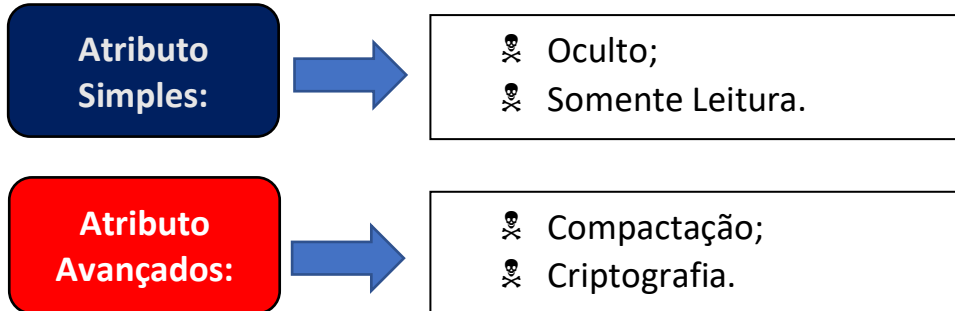 Atributo
Simples:
☠ Oculto;
☠ Somente Leitura.
Atributo
Avançados:
☠ Compactação;
☠ Criptografia.